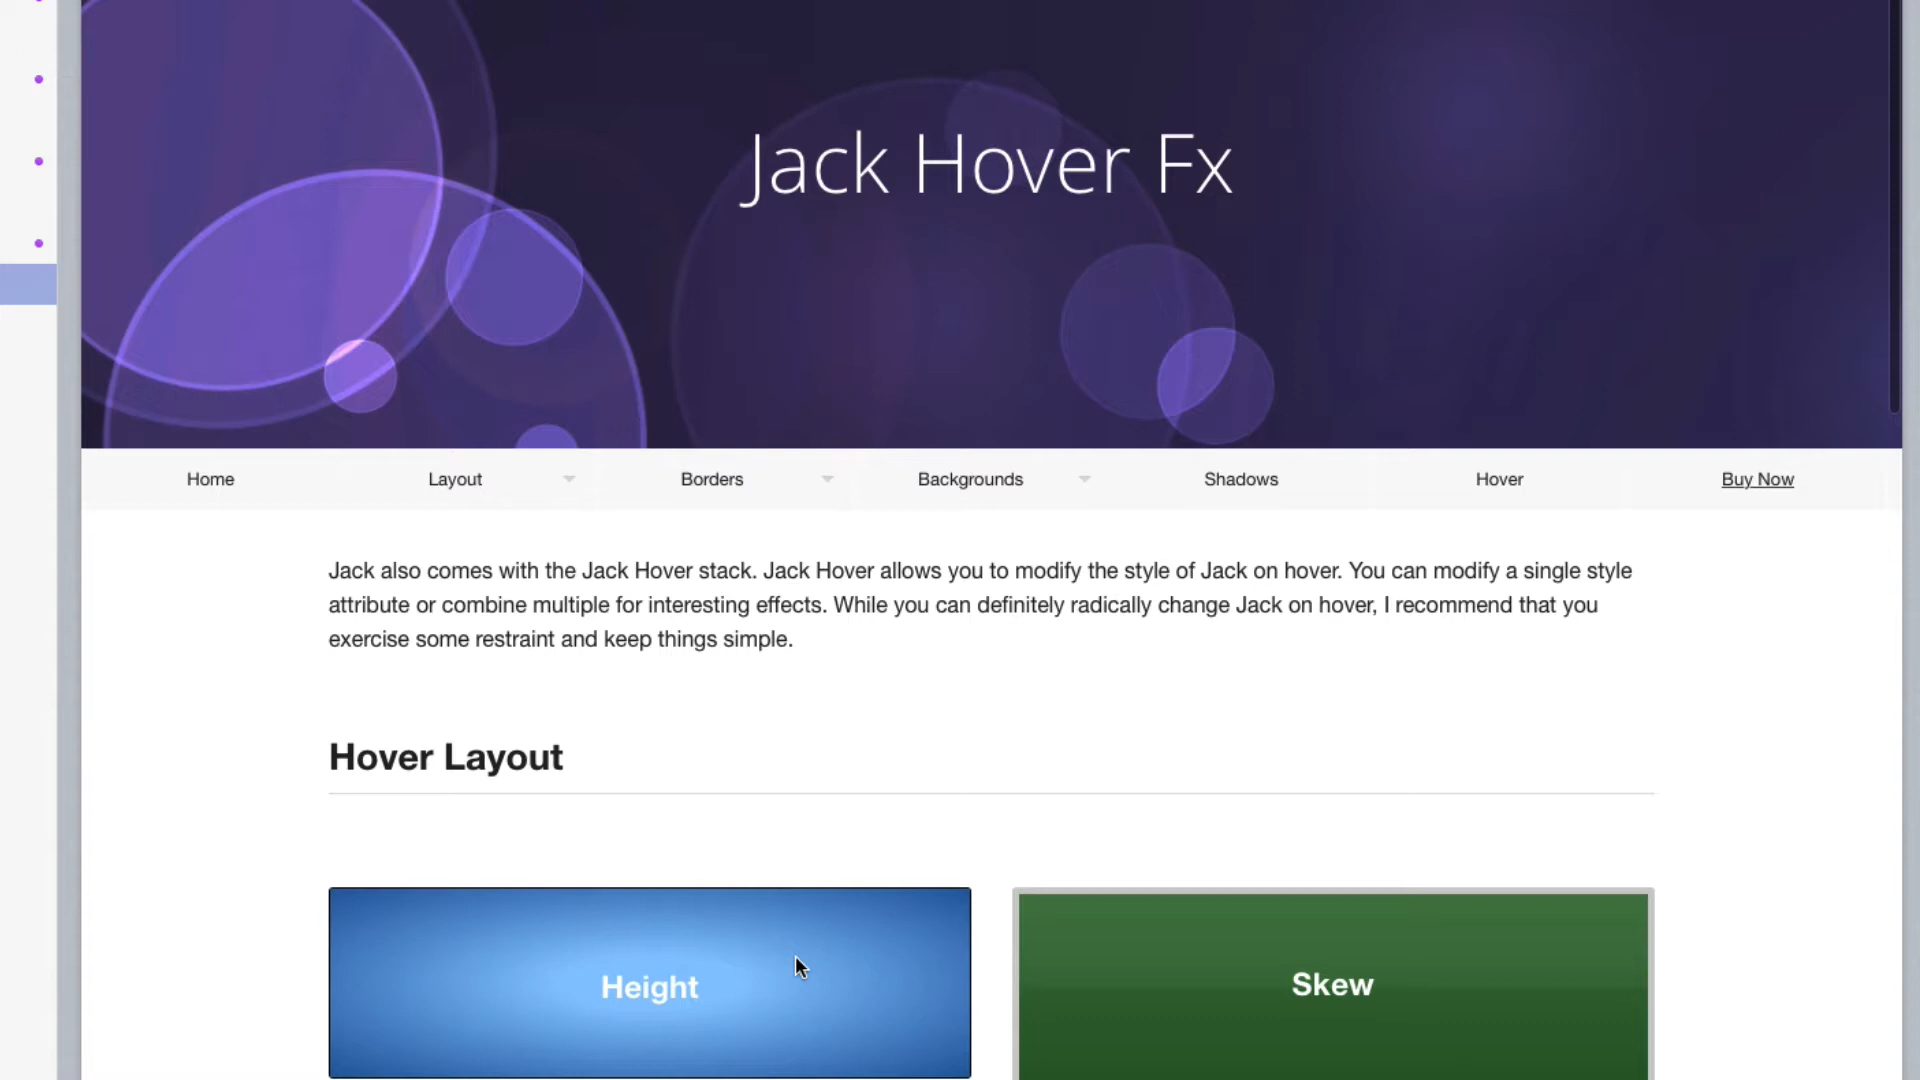 Jack Hover Fx
Home Layout Borders Backgrounds Shadows Hover Buy Now
Jack also comes with the Jack Hover stack. Jack Hover allows you to modify the style of Jack on hover. You can modify a single style
attribute or combine multiple for interesting effects. While you can definitely radically change Jack on hover, I recommend that you
exercise some restraint and keep things simple.
Hover Layout
Height Skew